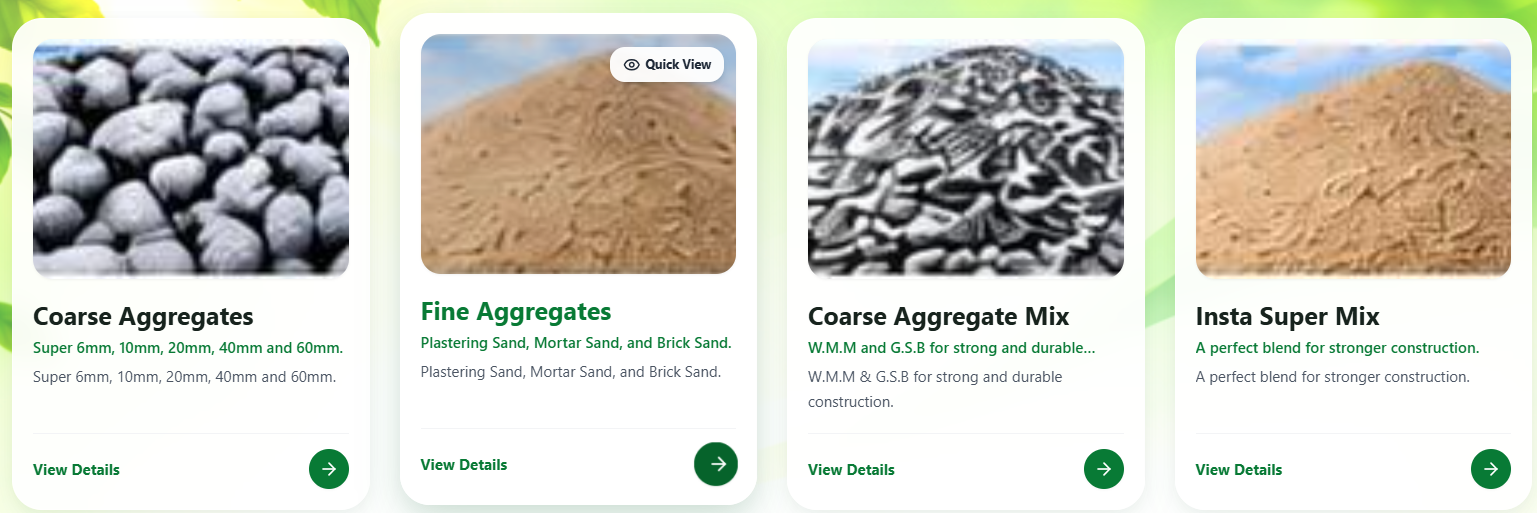 Quick View
Coarse Aggregates
Super 6mm, 10mm, 20mm, 40mm and 60mm.
Super 6mm, 10mm, 20mm, 40mm and 60mm.
View Details
Fine Aggregates
Plastering Sand, Mortar Sand, and Brick Sand.
Plastering Sand, Mortar Sand, and Brick Sand.
View Details
Coarse Aggregate Mix
W.M.M and G.S.B for strong and durable...
W.M.M & G.S.B for strong and durable
construction.
View Details
Insta Super Mix
A perfect blend for stronger construction.
A perfect blend for stronger construction.
View Details